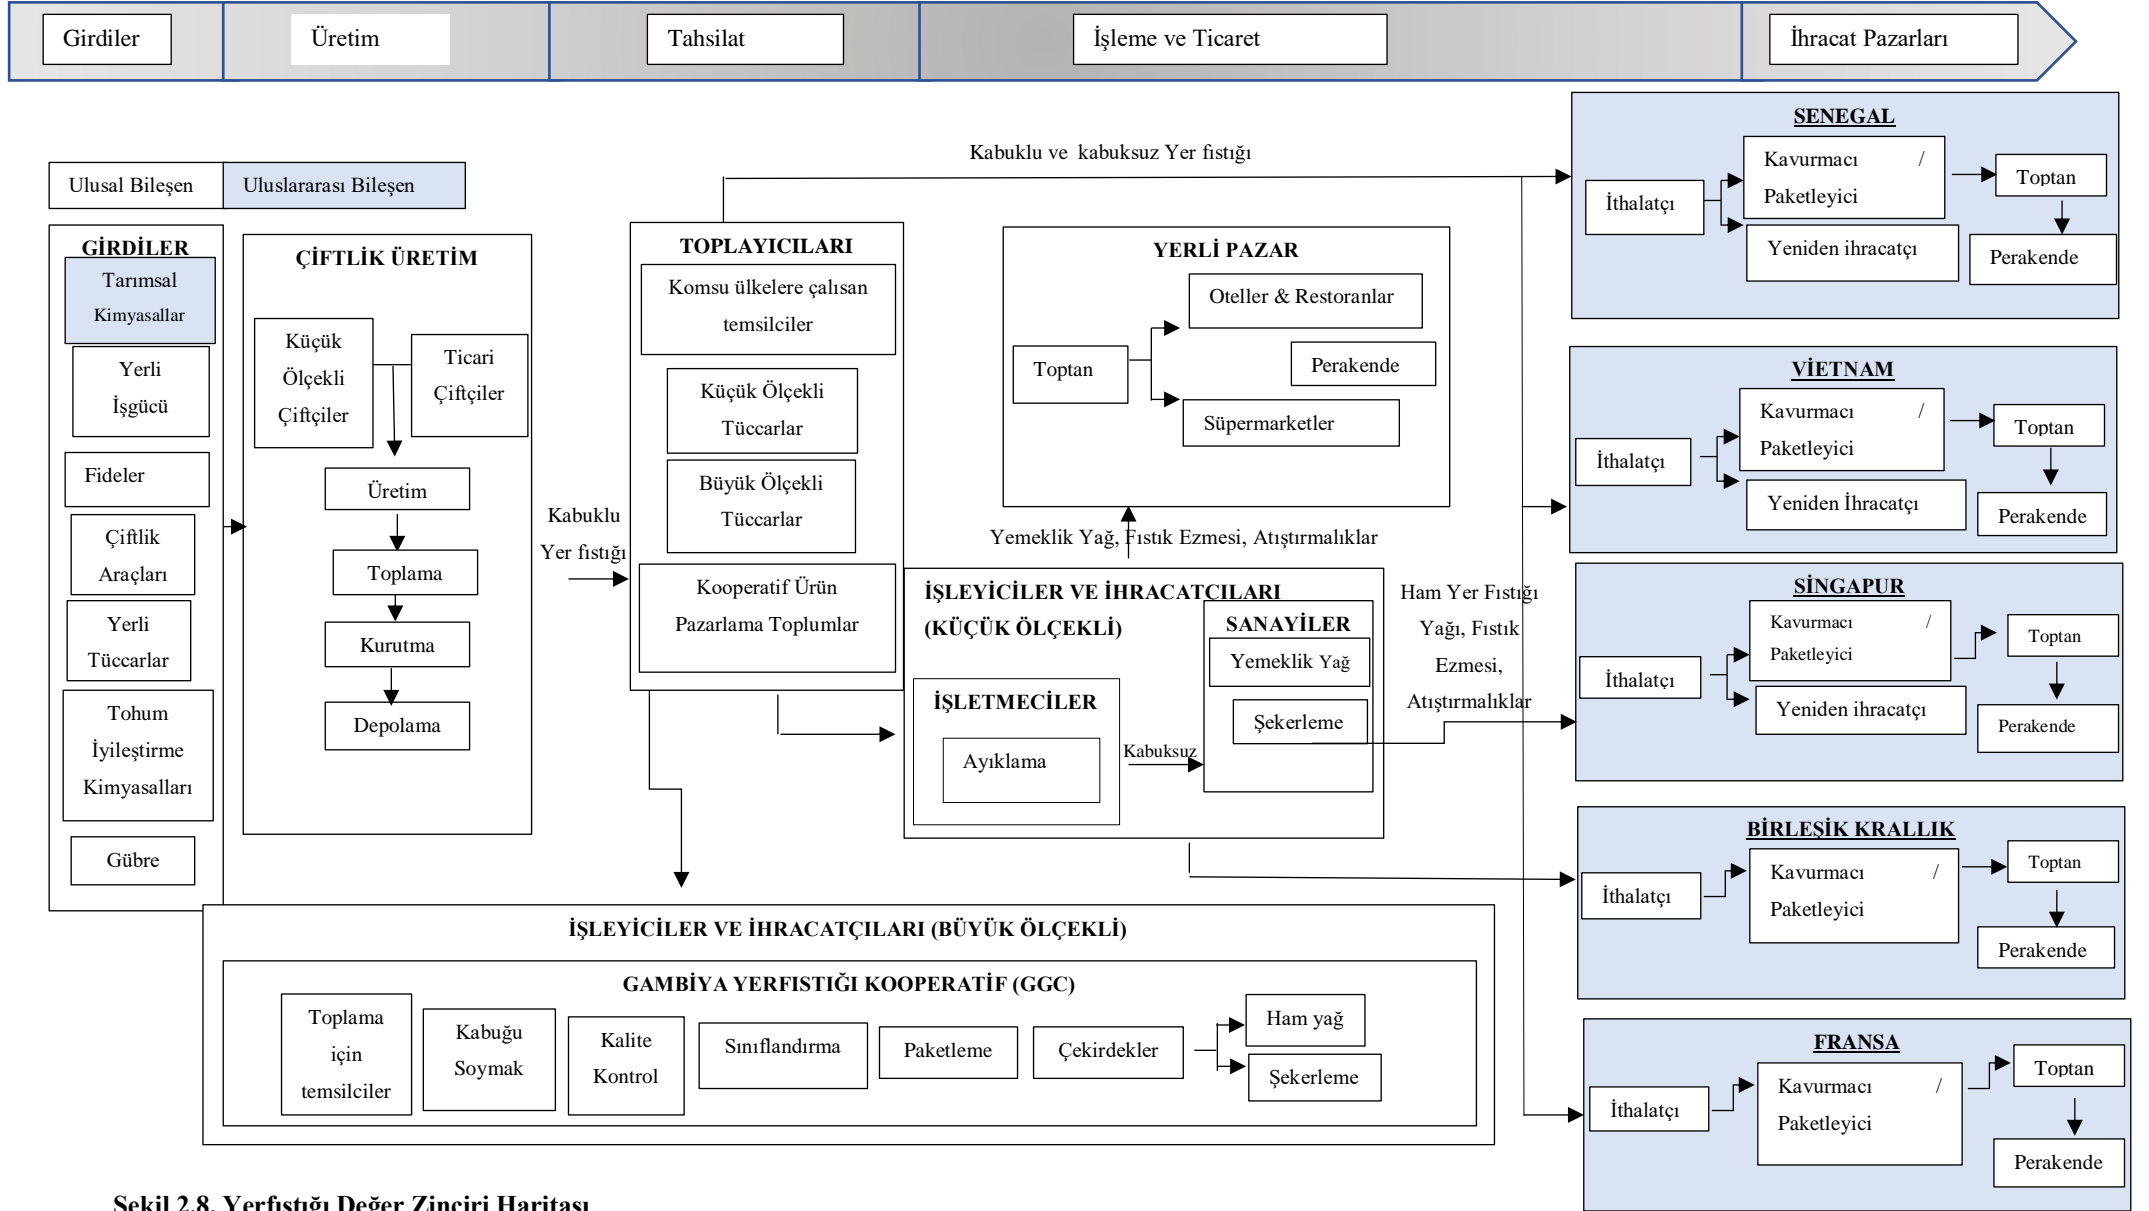 Girdiler
Üretim
Tahsilat
İşleme ve Ticaret
İhracat Pazarları
Ulusal Bileşen
Uluslararası Bileşen
GİRDİLER
Tarımsal
Kimyasallar
Yerli
İşgücü
Fideler
Çiftlik
Araçları
Yerli
Tüccarlar
Tohum
İyileştirme
Kimyasalları
Gübre
ÇİFTLİK ÜRETİM
Küçük
Ölçekli
Çiftçiler
Ticari
Çiftçiler
Üretim
Toplama
Kurutma
Depolama
Kabuklu
Yer fıstığı
TOPLAYICILARI
Komsu ülkelere çalısan
temsilciler
Küçük Ölçekli
Tüccarlar
Büyük Ölçekli
Tüccarlar
Kooperatif Ürün
Pazarlama Toplumlar
Kabuklu ve kabuksuz Yer fıstığı
YERLİ PAZAR
Toptan
Oteller & Restoranlar
Perakende
Süpermarketler
Yemeklik Yağ, Fıstık Ezmesi, Atıştırmalıklar
İŞLEYİCİLER VE İHRACATCILARI
(KÜÇÜK ÖLÇEKLİ)
İŞLETMECİLER
Ayıklama
Kabuksuz
SANAYİLER
Yemeklik Yağ
Şekerleme
Ham Yer Fıstığı
Yağı, Fıstık
Ezmesi,
Atıştırmalıklar
İŞLEYİCİLER VE İHRACATÇILARI (BÜYÜK ÖLÇEKLİ)
GAMBİYA YERFISTIĞI KOOPERATİF (GGC)
Toplama
için
temsilciler
Kabuğu
Soymak
Kalite
Kontrol
Sınıflandırma
Paketleme
Çekirdekler
Ham yağ
Şekerleme
SENEGAL
İthalatçı
Kavurmacı /
Paketleyici
Yeniden ihracatçı
Toptan
Perakende
VİETNAM
İthalatçı
Kavurmacı /
Paketleyici
Yeniden İhracatçı
Toptan
Perakende
SİNGAPUR
İthalatçı
Kavurmacı /
Paketleyici
Yeniden ihracatçı
Toptan
Perakende
BİRLEŞİK KRALLIK
İthalatçı
Kavurmacı /
Paketleyici
Toptan
Perakende
FRANSA
İthalatçı
Kavurmacı /
Paketleyici
Toptan
Perakende
Şekil 2.8. Yerfıstığı Değer Zinciri Haritası